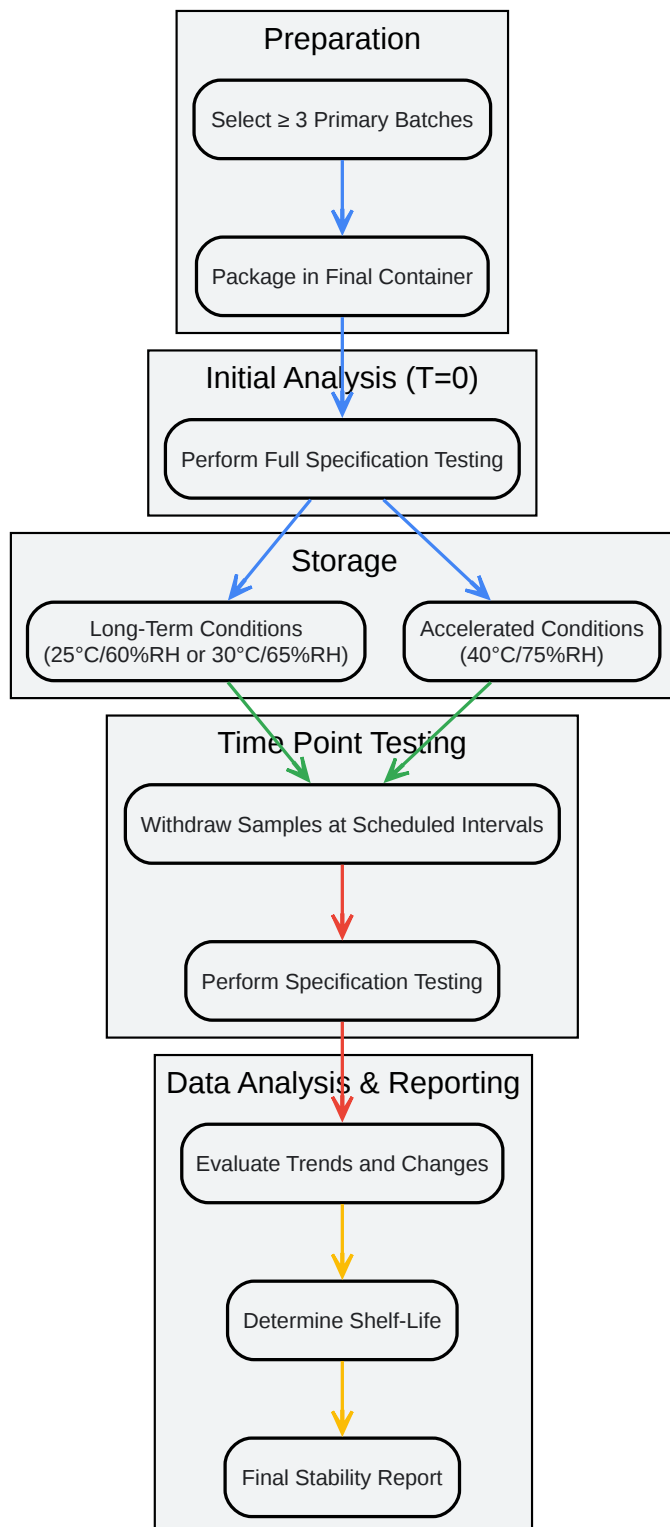 Preparation
Select ≥ 3 Primary Batches
Package in Final Container
Initial Analysis (T=0)
Perform Full Specification Testing
Storage
Long-Term Conditions
(25°C/60%RH or 30°C/65%RH)
Accelerated Conditions
(40°C/75%RH)
Time Point Testing
Withdraw Samples at Scheduled Intervals
Perform Specification Testing
Data Analysis & Reporting
Evaluate Trends and Changes
Determine Shelf-Life
Final Stability Report